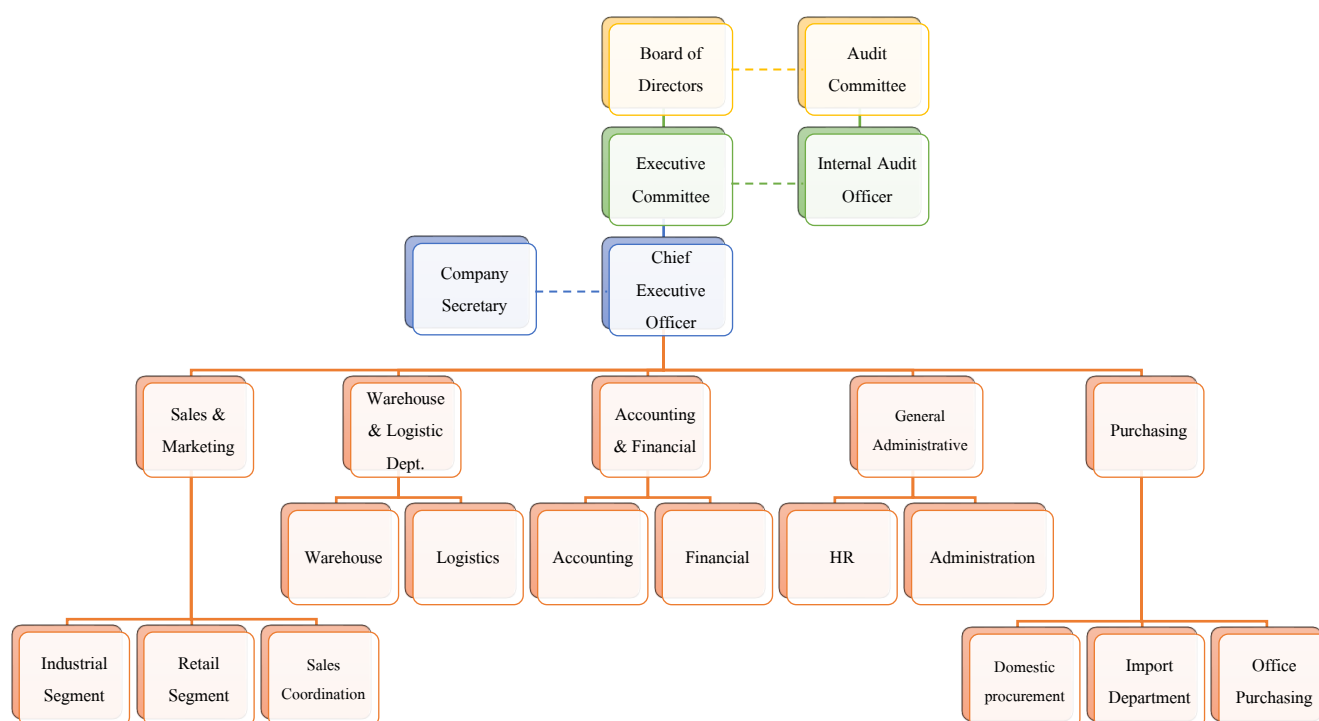 Board of
Directors
Audit
Committee
Executive
Committee
Internal Audit
Officer
Company
Secretary
Chief
Executive
Officer
Sales &
Marketing
Warehouse
& Logistic
Dept.
Accounting
& Financial
General
Administrative
Purchasing
Warehouse
Logistics
Accounting
Financial
HR
Administration
Industrial
Segment
Retail
Segment
Sales
Coordination
Domestic
procurement
Import
Department
Office
Purchasing